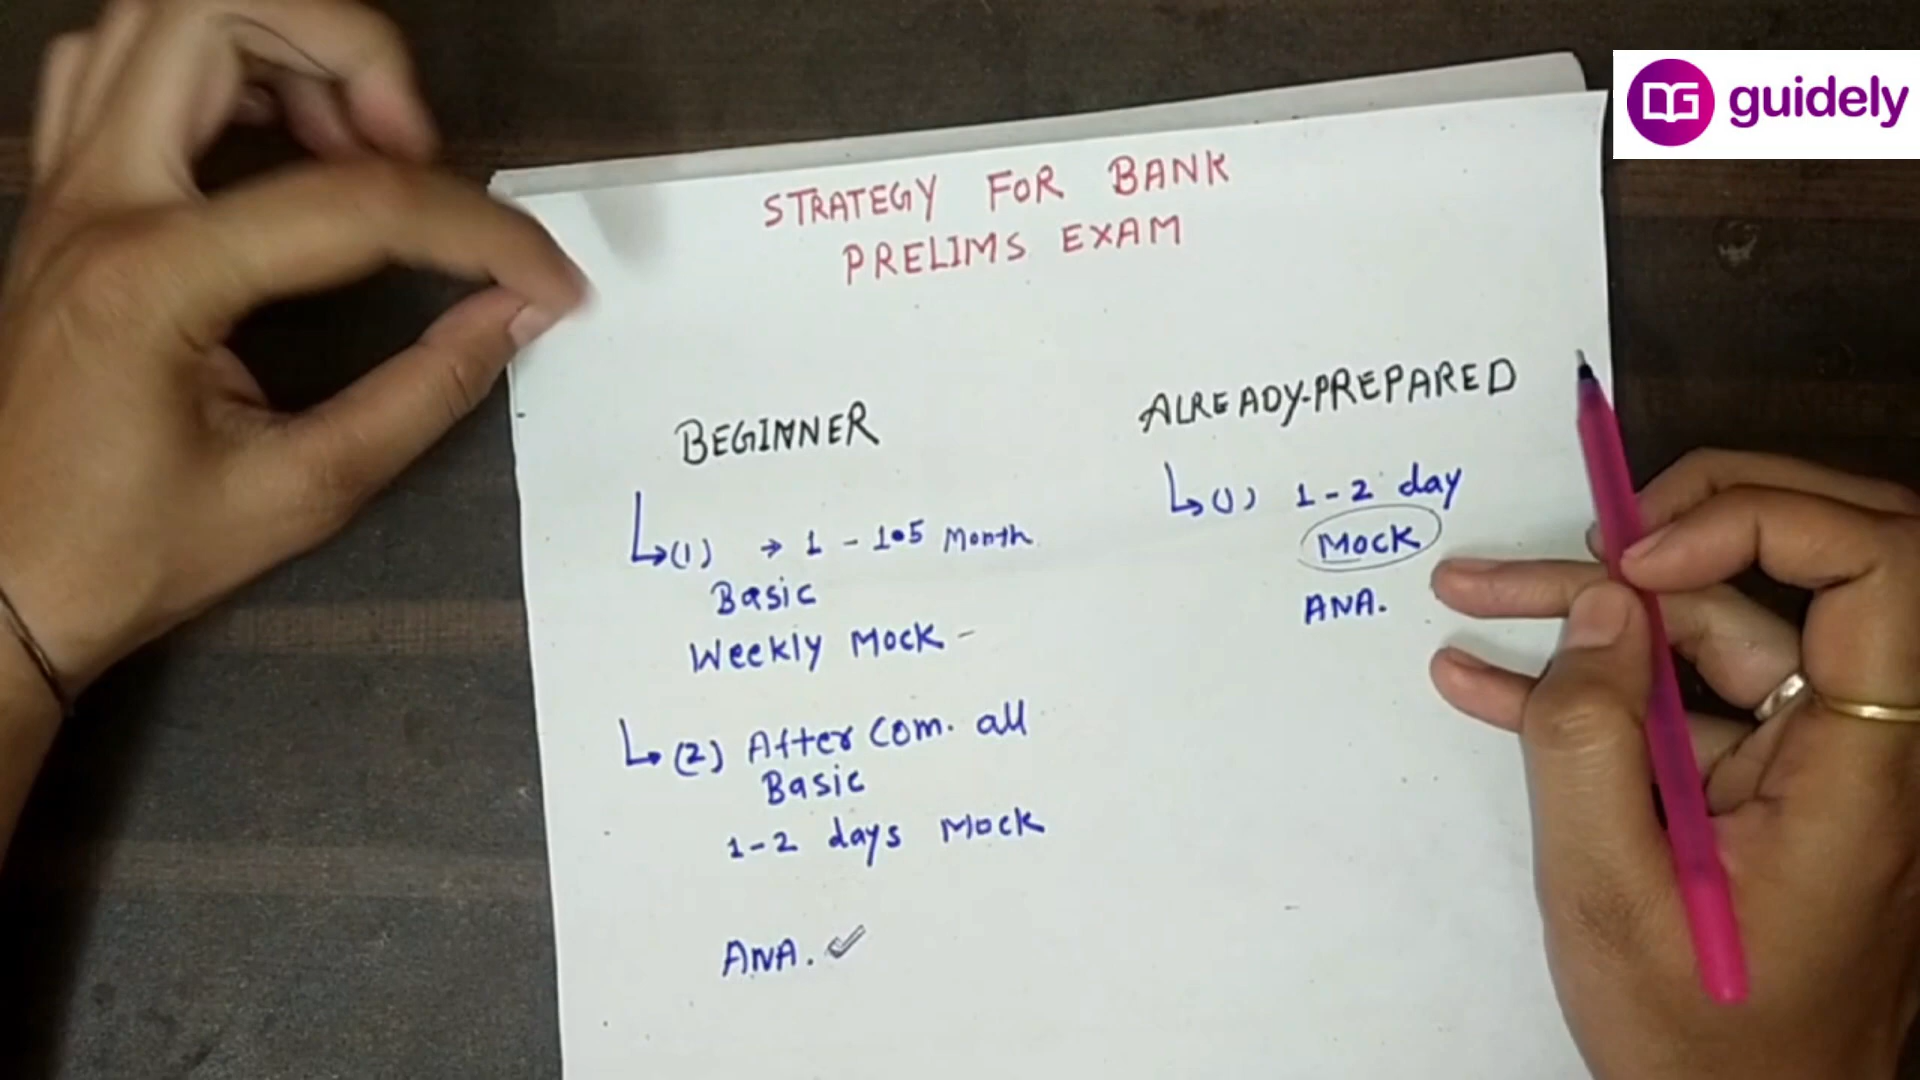 guidely
STRATEGY FOR BANK
PRELIMS EXAM
BEGINNER
(1) → 1 - 1.5 Month
Basic
Weekly Mock -
(2) After Com. all
Basic
1-2 days Mock
ANA. ✓
ALREADY-PREPARED
(1) 1-2 day
Mock
ANA.